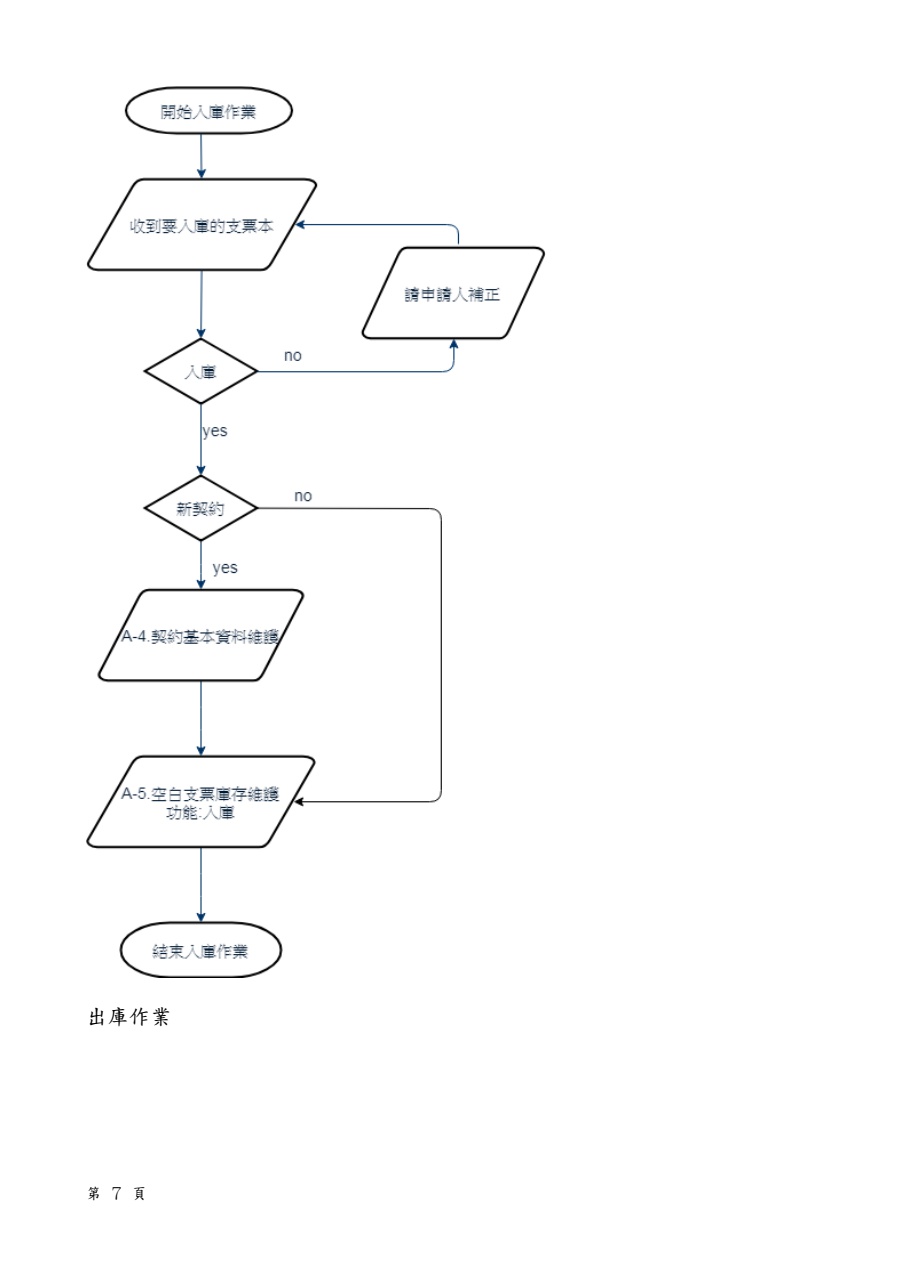 開始入庫作業
收到要入庫的支票本
請申請人補正
入庫
no
yes
新契約
no
yes
A-4.契約基本資料維護
A-5.空白支票庫存維護
功能:入庫
結束入庫作業
出庫作業
第 7 頁